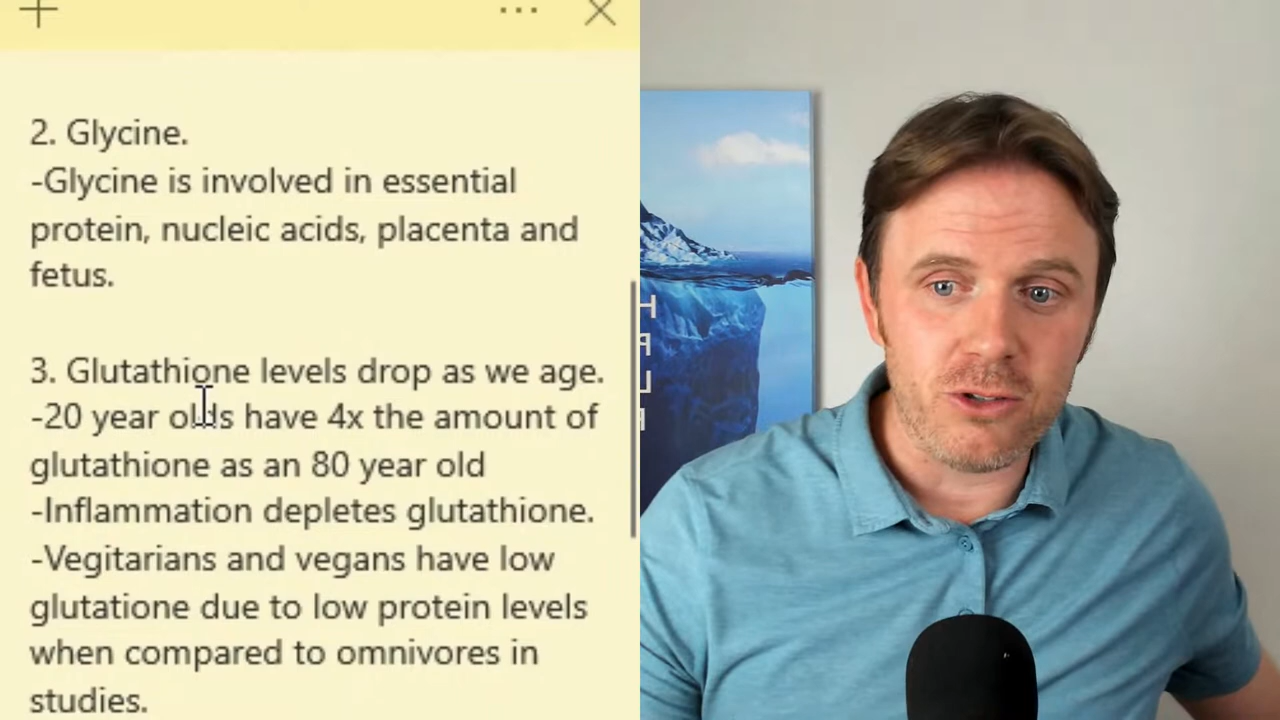 2. Glycine.
-Glycine is involved in essential
protein, nucleic acids, placenta and
fetus.
3. Glutathione levels drop as we age.
-20 year olds have 4x the amount of
glutathione as an 80 year old
-Inflammation depletes glutathione.
-Vegitarians and vegans have low
glutatione due to low protein levels
when compared to omnivores in
studies.